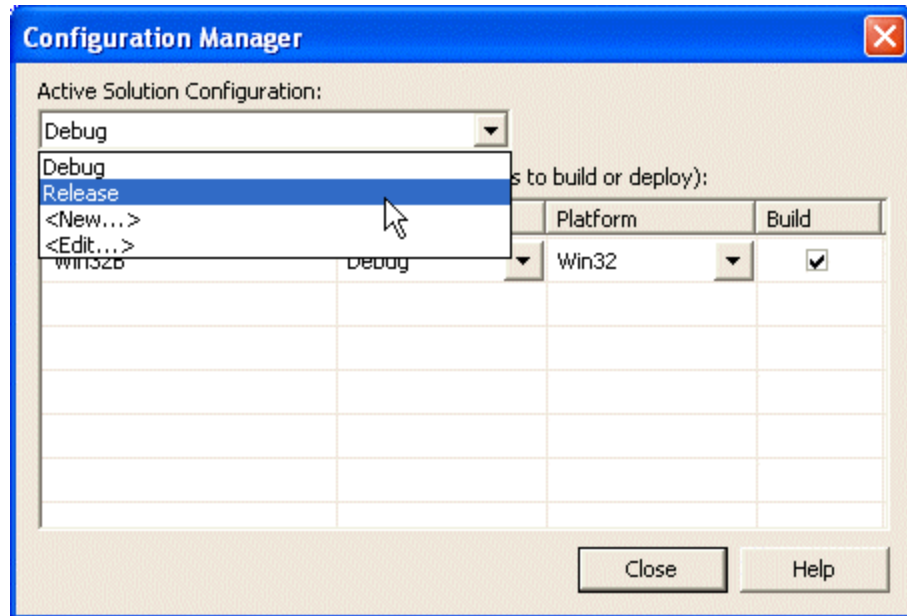 Configuration Manager
Active Solution Configuration:
Debug
Debug
Release
<New...>
<Edit...>
s to build or deploy):
Platform Build
Win32B Debug Win32
Close Help